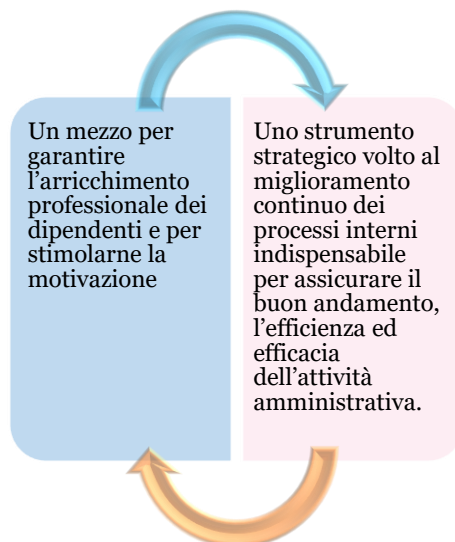 Un mezzo per
garantire
l’arricchimento
professionale dei
dipendenti e per
stimolarne la
motivazione
Uno strumento
strategico volto al
miglioramento
continuo dei
processi interni
indispensabile
per assicurare il
buon andamento,
l’efficienza ed
efficacia
dell’attività
amministrativa.